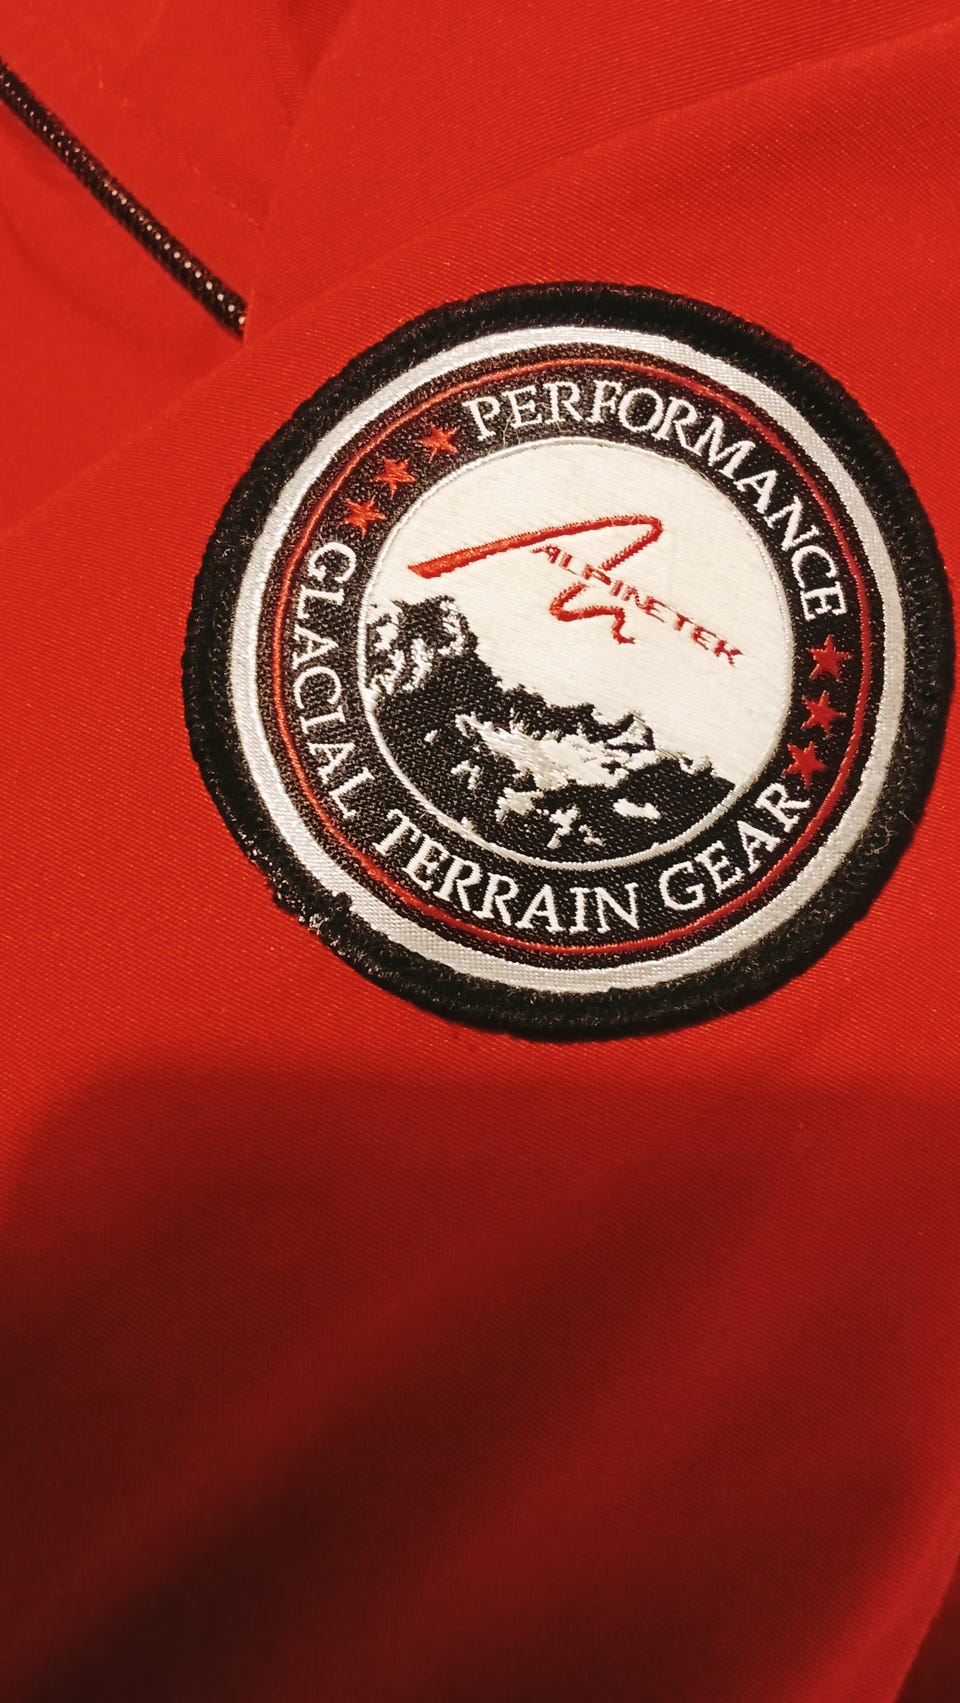 PERFORMANCE
ALPINETEK
GLACIAL TERRAIN GEAR